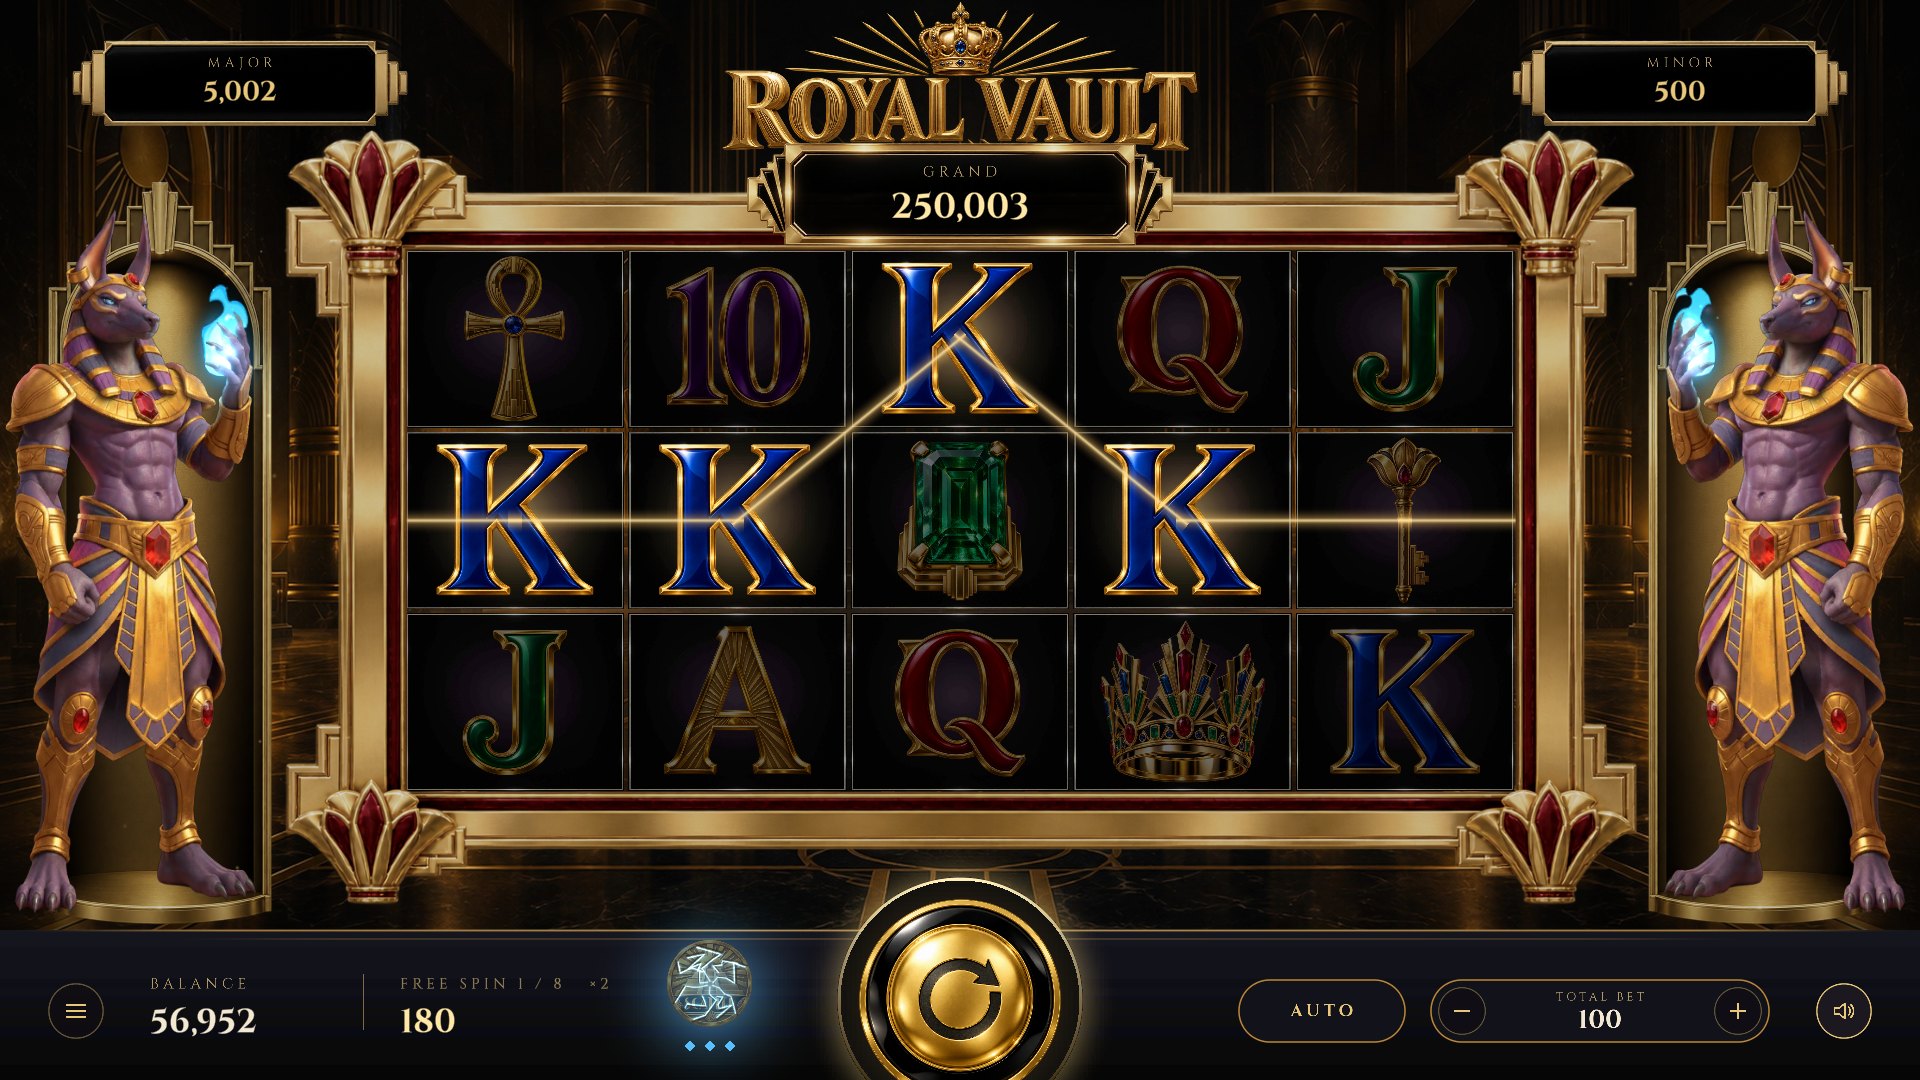 MAJOR
5,002
ROYAL VAULT
MINOR
500
GRAND
250,003
10 K Q J
K K K
J A Q K
BALANCE
56,952
FREE SPIN 1 / 8 ×2
180
AUTO
TOTAL BET
100